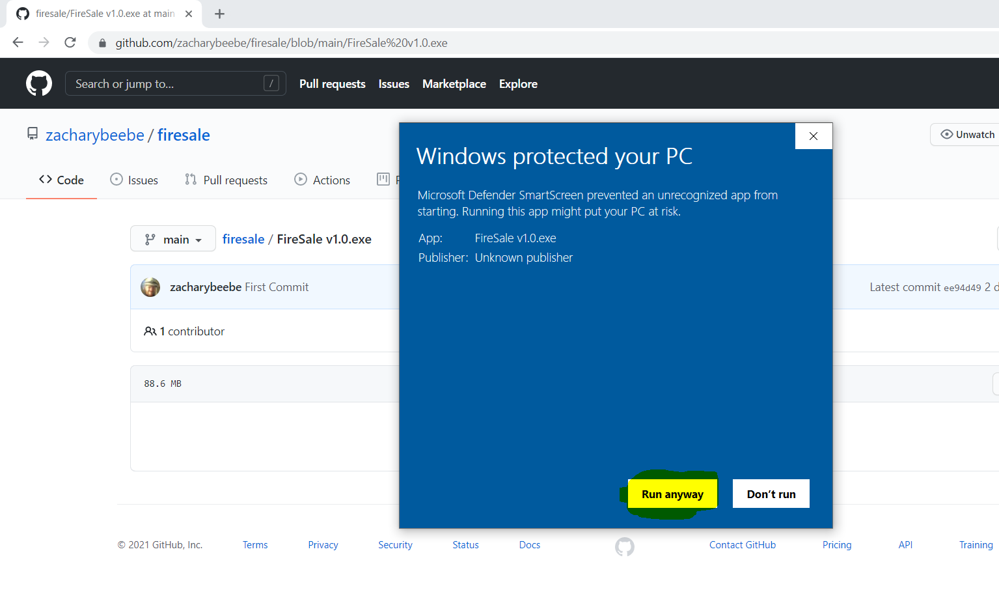 firesale/FireSale v1.0.exe at main
github.com/zacharybeebe/firesale/blob/main/FireSale%20v1.0.exe
Search or jump to... / Pull requests Issues Marketplace Explore
zacharybeebe / firesale
Unwatch
Code Issues Pull requests Actions
main firesale / FireSale v1.0.exe
zacharybeebe First Commit
Latest commit ee94d49 2 d
1 contributor
88.6 MB
Windows protected your PC
Microsoft Defender SmartScreen prevented an unrecognized app from
starting. Running this app might put your PC at risk.
App: FireSale v1.0.exe
Publisher: Unknown publisher
Run anyway Don't run
© 2021 GitHub, Inc. Terms Privacy Security Status Docs Contact GitHub Pricing API Training